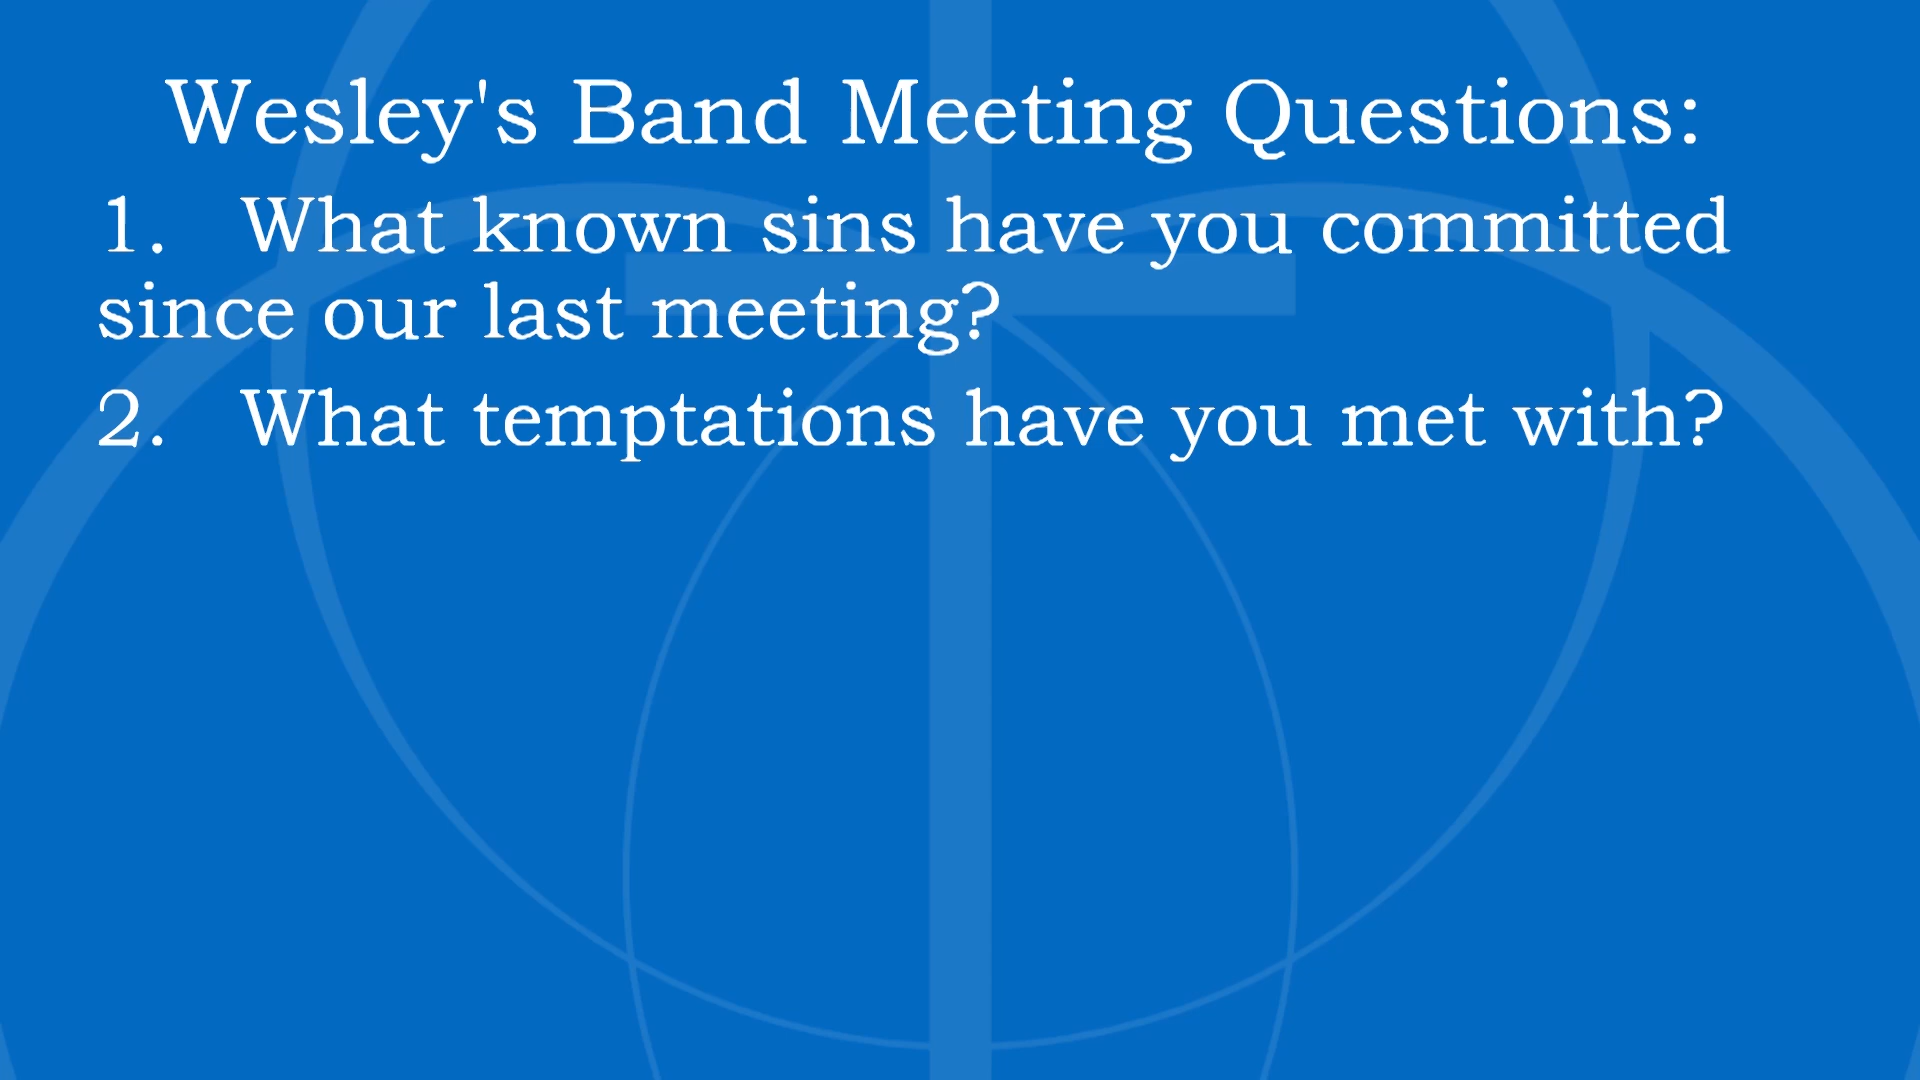 Wesley's Band Meeting Questions:
1. What known sins have you committed
since our last meeting?
2. What temptations have you met with?